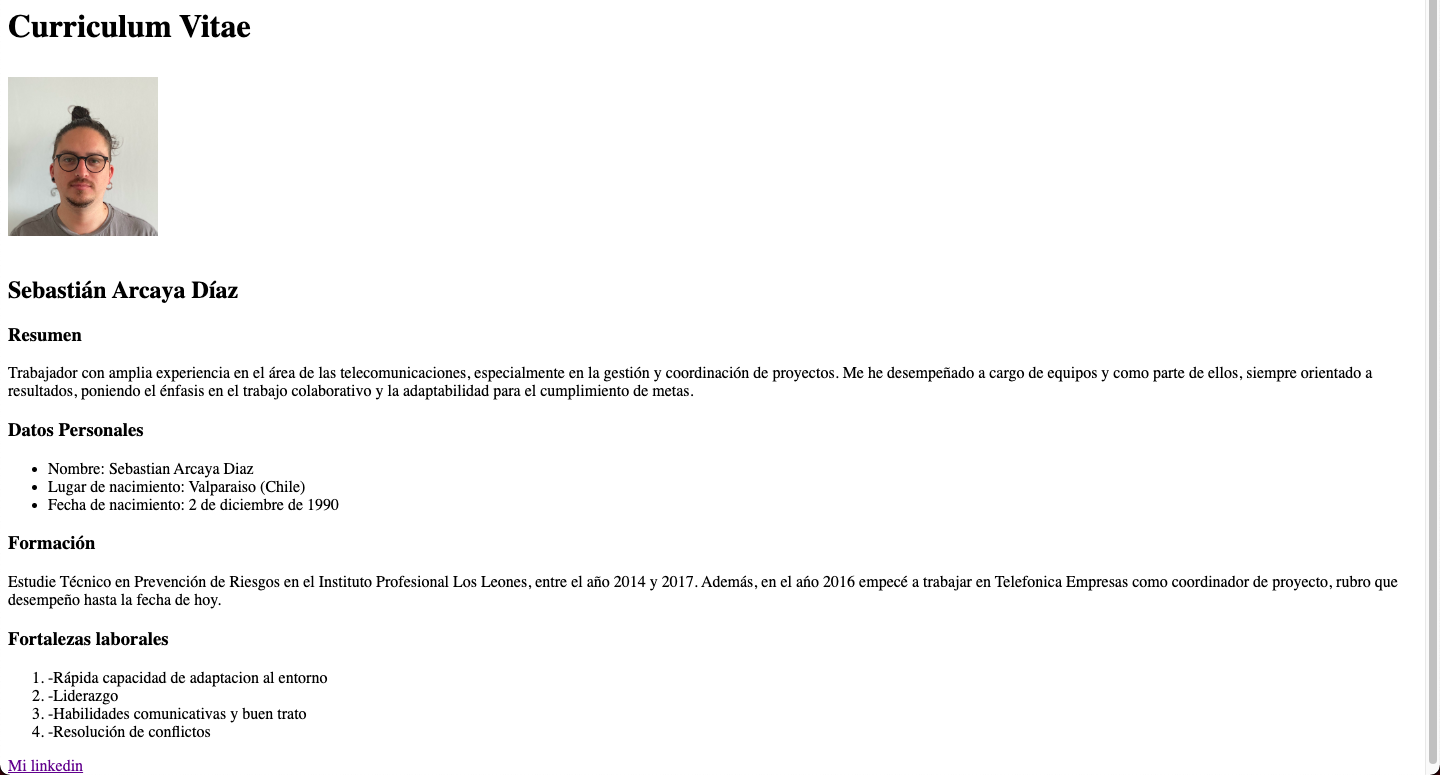 Curriculum Vitae
Sebastián Arcaya Díaz
Resumen
Trabajador con amplia experiencia en el área de las telecomunicaciones, especialmente en la gestión y coordinación de proyectos. Me he desempeñado a cargo de equipos y como parte de ellos, siempre orientado a
resultados, poniendo el énfasis en el trabajo colaborativo y la adaptabilidad para el cumplimiento de metas.
Datos Personales
• Nombre: Sebastian Arcaya Diaz
• Lugar de nacimiento: Valparaiso (Chile)
• Fecha de nacimiento: 2 de diciembre de 1990
Formación
Estudie Técnico en Prevención de Riesgos en el Instituto Profesional Los Leones, entre el año 2014 y 2017. Además, en el ańo 2016 empecé a trabajar en Telefonica Empresas como coordinador de proyecto, rubro que
desempeño hasta la fecha de hoy.
Fortalezas laborales
1. -Rápida capacidad de adaptacion al entorno
2. -Liderazgo
3. -Habilidades comunicativas y buen trato
4. -Resolución de conflictos
Mi linkedin